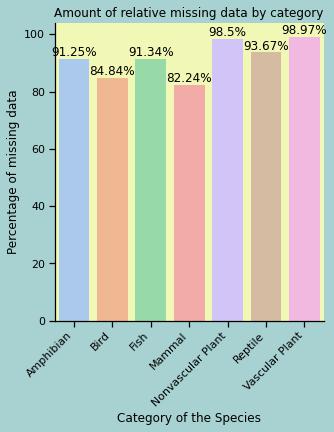 Amount of relative missing data by category
Percentage of missing data
100
80
60
40
20
0
91.25%
84.84%
91.34%
82.24%
98.5%
93.67%
98.97%
Amphibian
Bird
Fish
Mammal
Nonvascular Plant
Reptile
Vascular Plant
Category of the Species